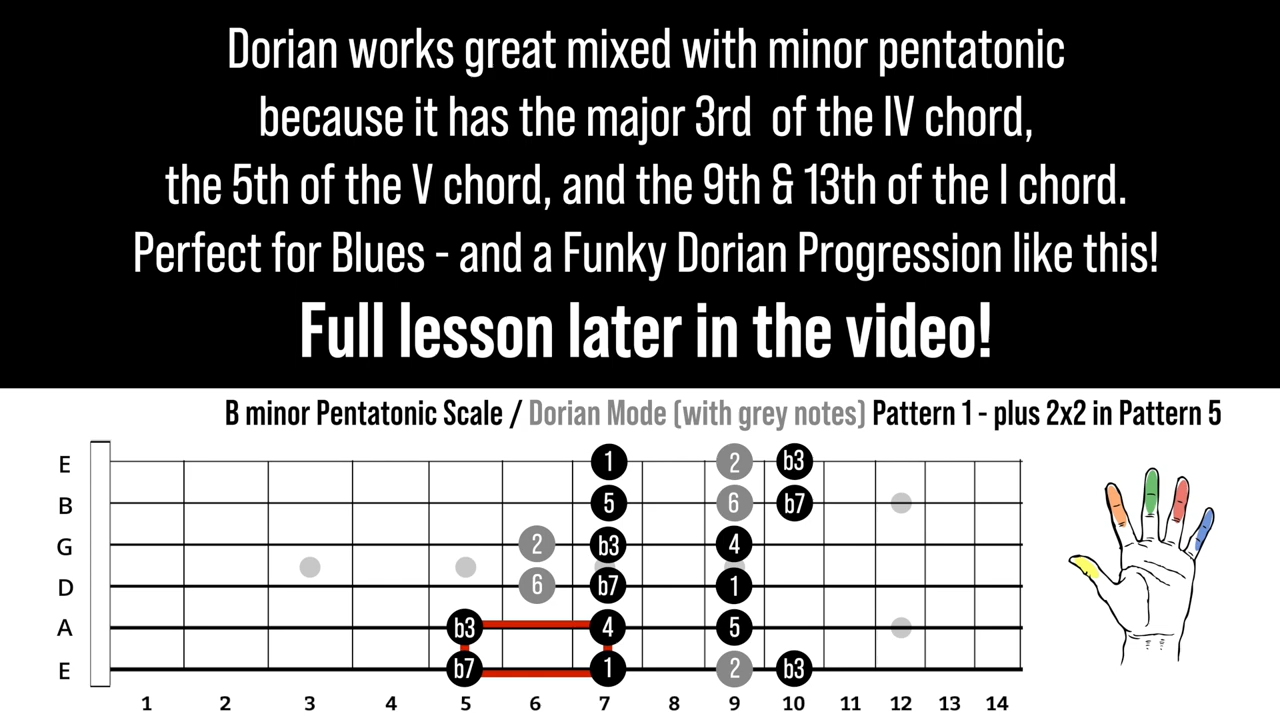 Dorian works great mixed with minor pentatonic
because it has the major 3rd of the IV chord,
the 5th of the V chord, and the 9th & 13th of the I chord.
Perfect for Blues - and a Funky Dorian Progression like this!
Full lesson later in the video!
B minor Pentatonic Scale / Dorian Mode (with grey notes) Pattern 1 - plus 2x2 in Pattern 5
E 1 2 b3
B 5 6 b7
G 2 b3 4
D 6 b7 1
A b3 4 5
E b7 1 2 b3
1 2 3 4 5 6 7 8 9 10 11 12 13 14